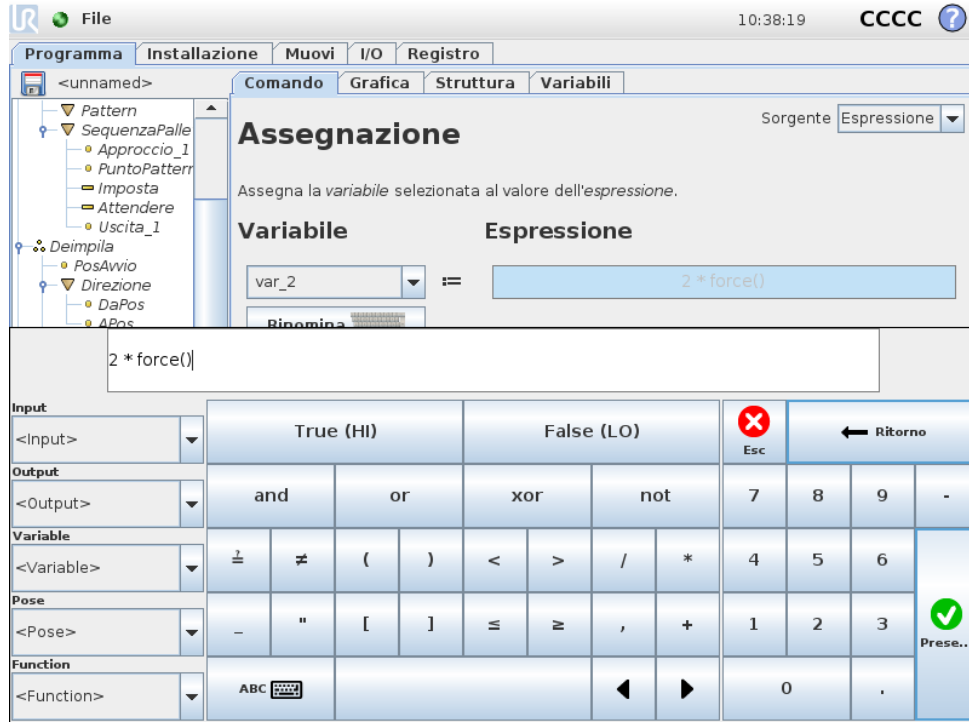 UR File 10:38:19 CCCC ?
Programma Installazione Muovi I/O Registro
<unnamed> Comando Grafica Struttura Variabili
Pattern
SequenzaPalle
Approccio_1
PuntoPattern
Imposta
Attendere
Uscita_1
Deimpila
PosAvvio
Direzione
DaPos
APos
Assegnazione
Sorgente Espressione
Assegna la variabile selezionata al valore dell'espressione.
Variabile Espressione
var_2 := 2 * force()
Rinomina
2 * force()
Input
<Input>
Output
<Output>
Variable
<Variable>
Pose
<Pose>
Function
<Function>
True (HI) False (LO) Esc Ritorno
and or xor not 7 8 9 -
≟ ≠ ( ) < > / * 4 5 6
_ " [ ] ≤ ≥ , + 1 2 3 Prese..
ABC 0 .